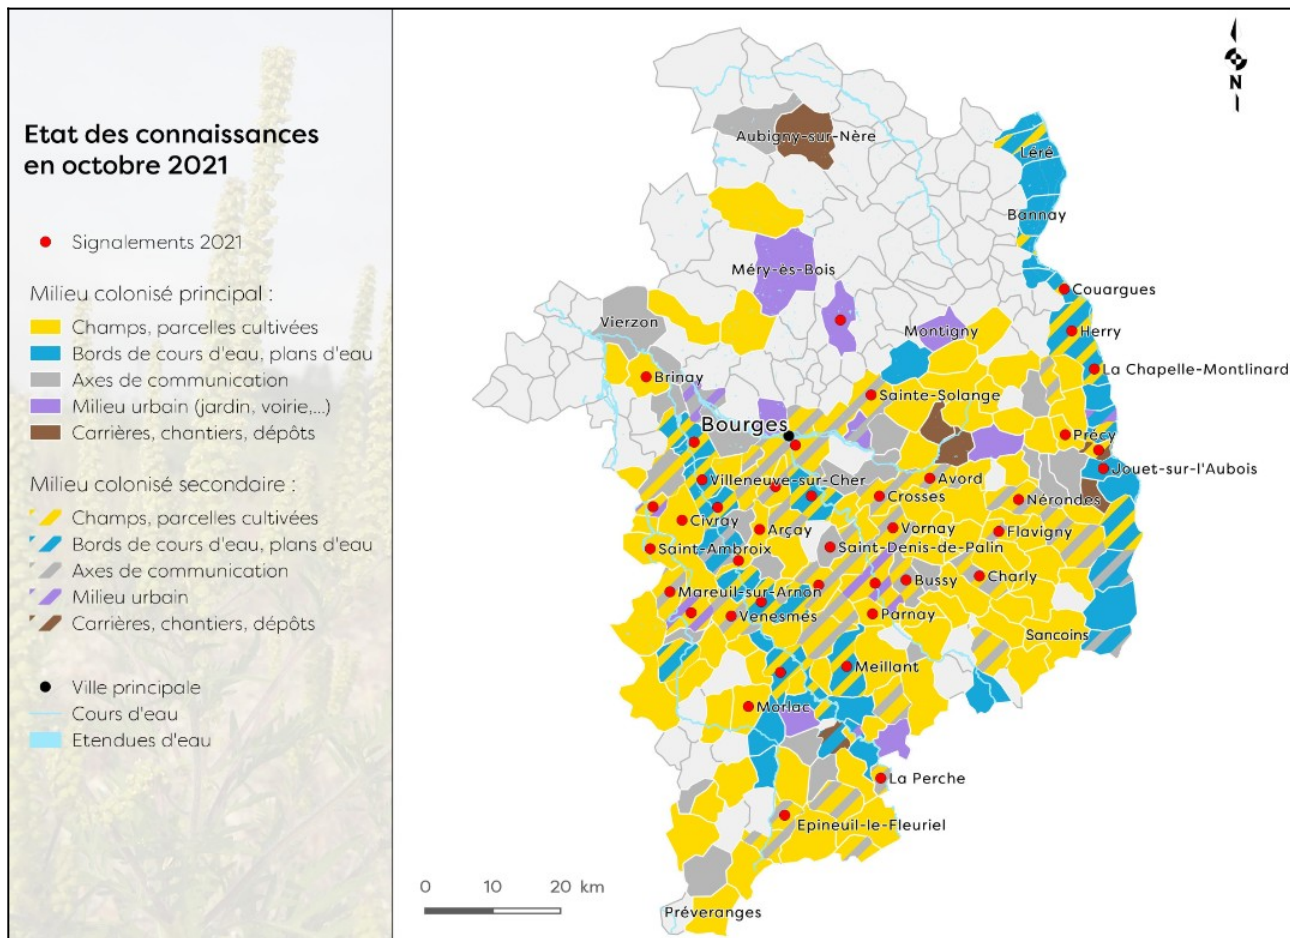 Etat des connaissances
en octobre 2021
Signalements 2021
Milieu colonisé principal :
Champs, parcelles cultivées
Bords de cours d'eau, plans d'eau
Axes de communication
Milieu urbain (jardin, voirie,...)
Carrières, chantiers, dépôts
Milieu colonisé secondaire :
Champs, parcelles cultivées
Bords de cours d'eau, plans d'eau
Axes de communication
Milieu urbain
Carrières, chantiers, dépôts
Ville principale
Cours d'eau
Etendues d'eau
N
Aubigny-sur-Nère
Léré
Bannay
Méry-ès-Bois
Couargues
Vierzon
Montigny
Herry
La Chapelle-Montlinard
Brinay
Sainte-Solange
Bourges
Précy
Jouet-sur-l'Aubois
Villeneuve-sur-Cher
Avord
Crosses
Nérondes
Civray
Arçay
Vornay
Flavigny
Saint-Ambroix
Saint-Denis-de-Palin
Bussy
Charly
Mareuil-sur-Arnon
Venesmes
Parnay
Sancoins
Meillant
Morlac
La Perche
Epineuil-le-Fleuriel
Préveranges
0 10 20 km